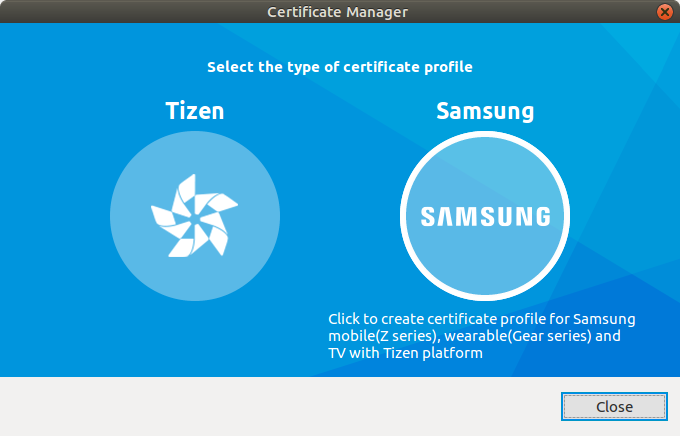 Certificate Manager
Select the type of certificate profile
Tizen
Samsung
SAMSUNG
Click to create certificate profile for Samsung
mobile(Z series), wearable(Gear series) and
TV with Tizen platform
Close